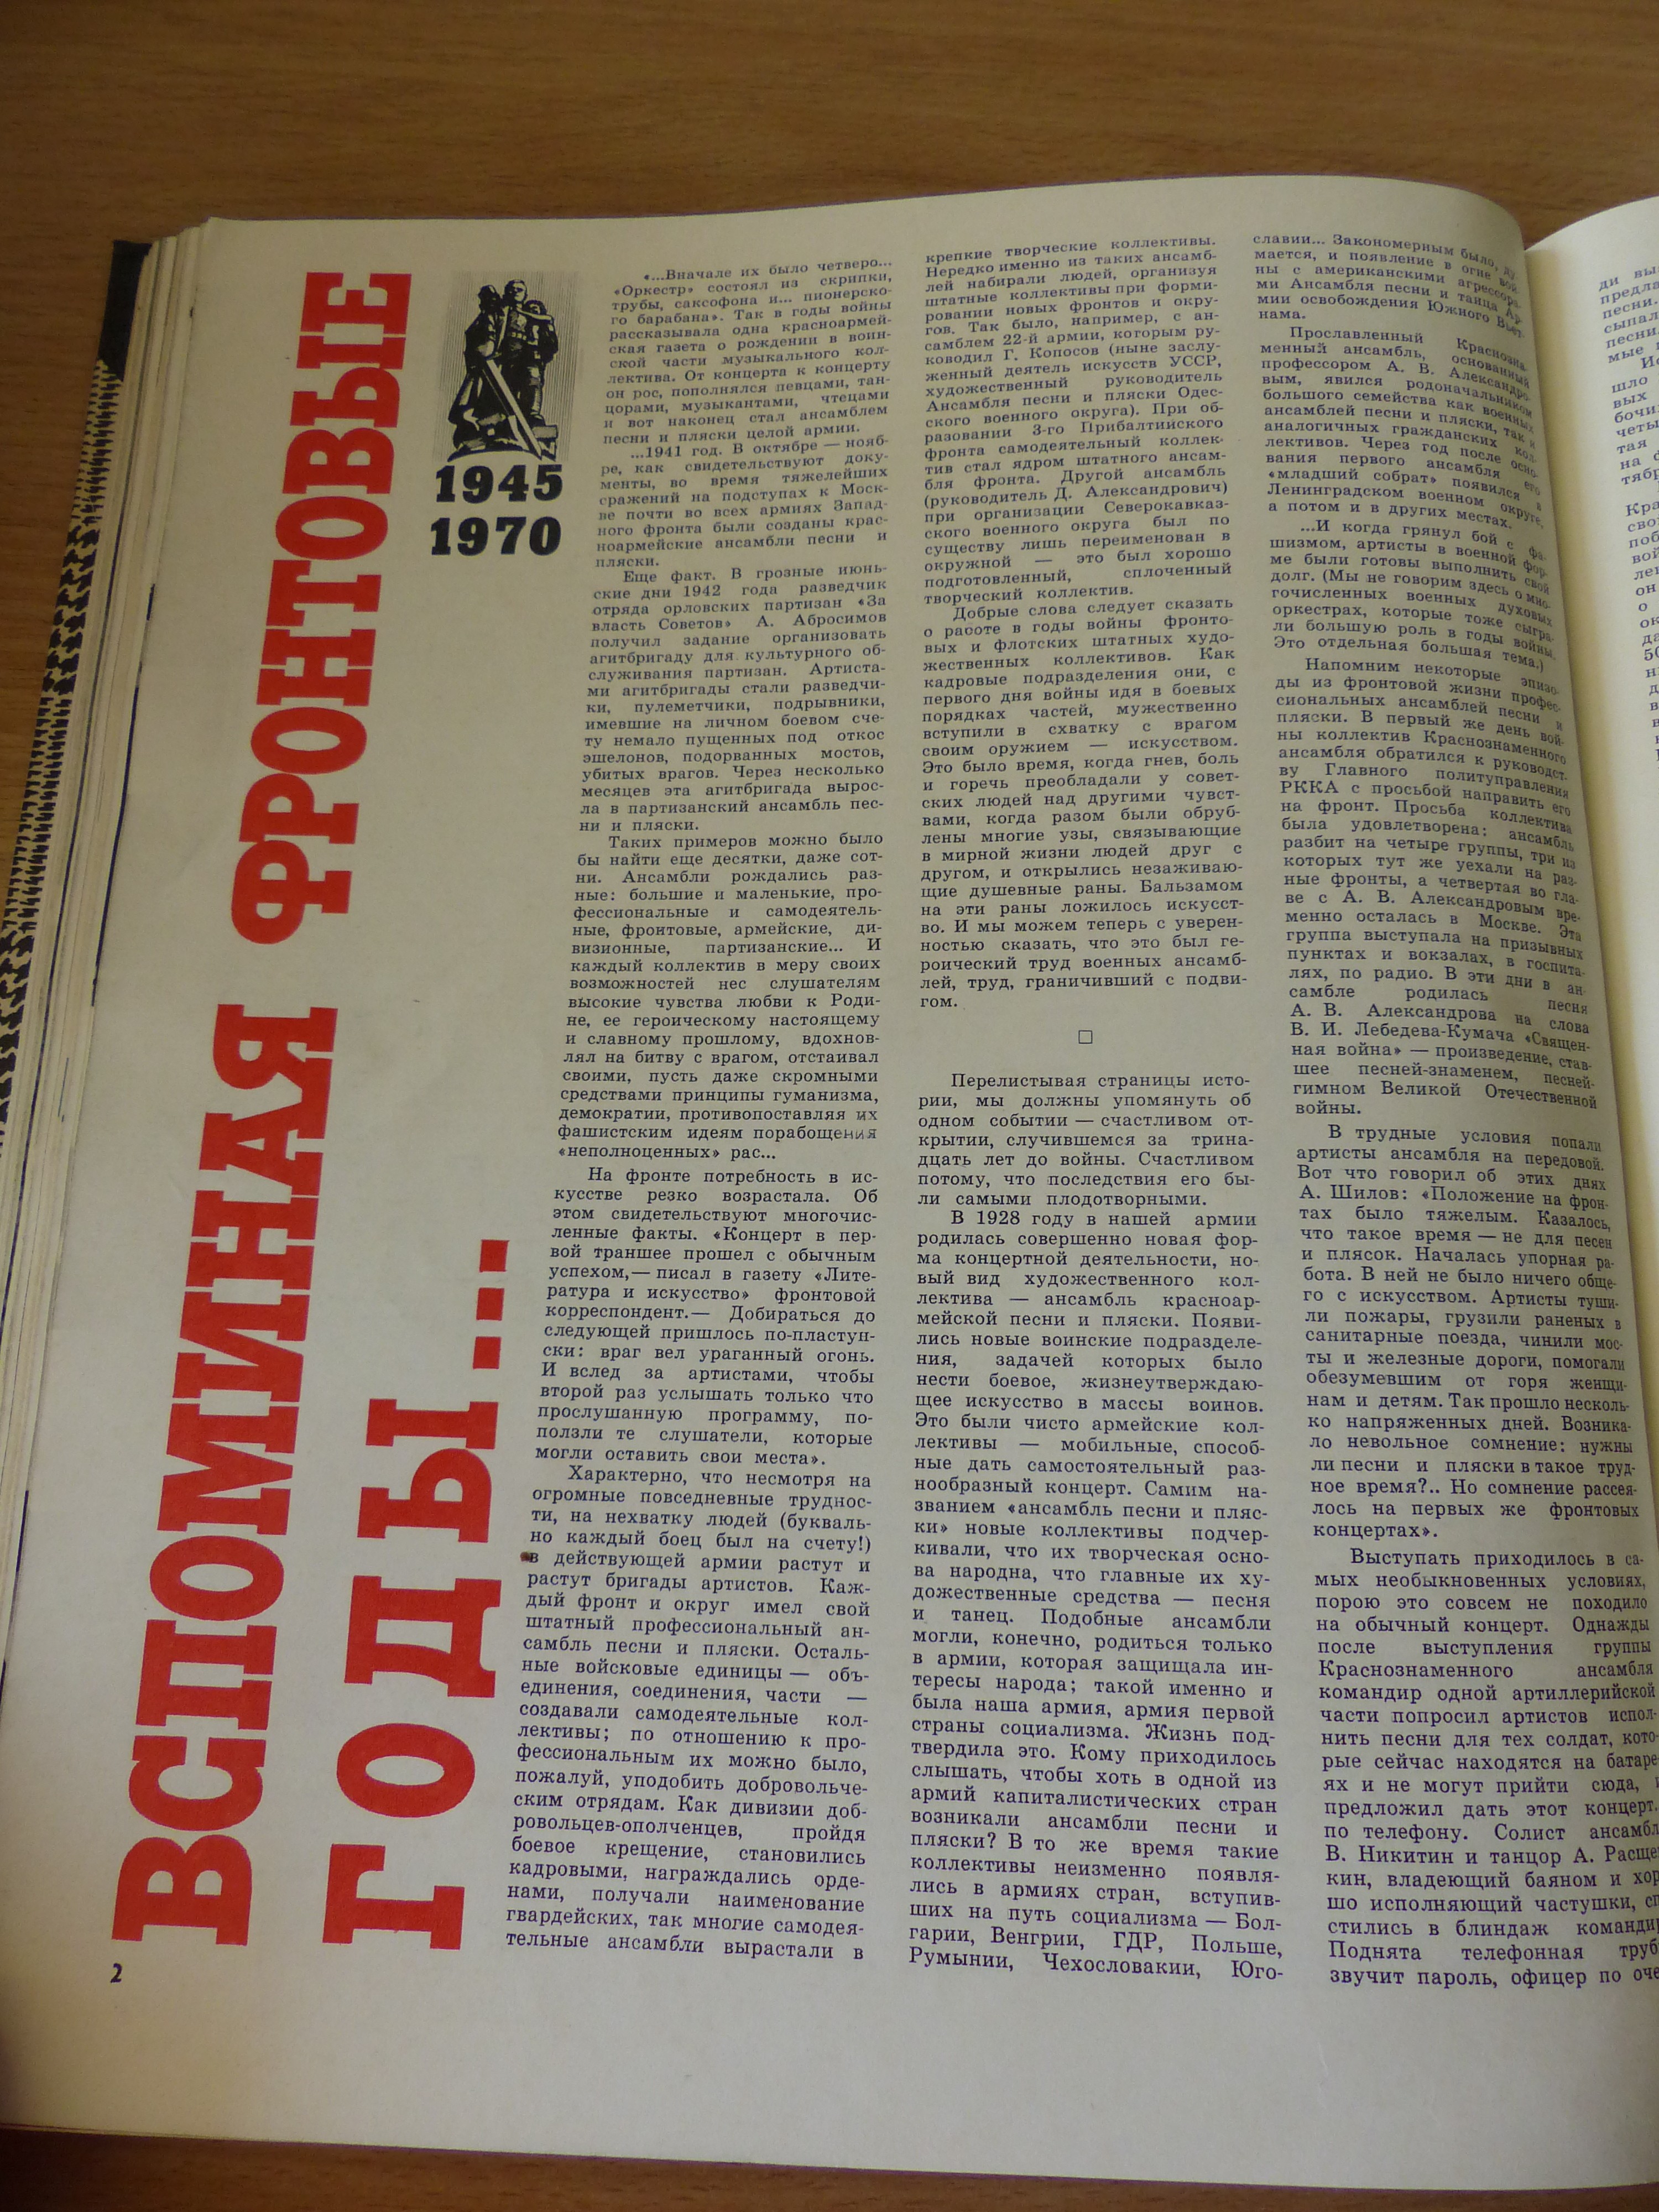 ВСПОМИНАЯ ФРОНТОВЫЕ
ГОДЫ...
1945
1970
«...Вначале их было четверо...
«Оркестр» состоял из скрипки,
трубы, саксофона и... пионерско-
го барабана». Так в годы войны
рассказывала одна красноармей-
ская газета о рождении в воин-
ской части музыкального кол-
лектива. От концерта к концерту
он рос, пополнялся певцами, тан-
цорами, музыкантами, чтецами
и вот наконец стал ансамблем
песни и пляски целой армии.
...1941 год. В октябре — нояб-
ре, как свидетельствуют доку-
менты, во время тяжелейших
сражений на подступах к Моск-
ве почти во всех армиях Запад-
ного фронта были созданы крас-
ноармейские ансамбли песни и
пляски.
Еще факт. В грозные июнь-
ские дни 1942 года разведчик
отряда орловских партизан «За
власть Советов» А. Абросимов
получил задание организовать
агитбригаду для культурного об-
служивания партизан. Артиста-
ми агитбригады стали разведчи-
ки, пулеметчики, подрывники,
имевшие на личном боевом сче-
ту немало пущенных под откос
эшелонов, подорванных мостов,
убитых врагов. Через несколько
месяцев эта агитбригада вырос-
ла в партизанский ансамбль пес-
ни и пляски.
Таких примеров можно было
бы найти еще десятки, даже сот-
ни. Ансамбли рождались раз-
ные: большие и маленькие, про-
фессиональные и самодеятель-
ные, фронтовые, армейские, ди-
визионные, партизанские... И
каждый коллектив в меру своих
возможностей нес слушателям
высокие чувства любви к Роди-
не, ее героическому настоящему
и славному прошлому, вдохнов-
лял на битву с врагом, отстаивал
своими, пусть даже скромными
средствами принципы гуманизма,
демократии, противопоставляя их
фашистским идеям порабощения
«неполноценных» рас...
На фронте потребность в ис-
кусстве резко возрастала. Об
этом свидетельствуют многочис-
ленные факты. «Концерт в пер-
вой траншее прошел с обычным
успехом,— писал в газету «Лите-
ратура и искусство» фронтовой
корреспондент.— Добираться до
следующей пришлось по-пластун-
ски: враг вел ураганный огонь.
И вслед за артистами, чтобы
второй раз услышать только что
прослушанную программу, по-
ползли те слушатели, которые
могли оставить свои места».
Характерно, что несмотря на
огромные повседневные труднос-
ти, на нехватку людей (букваль-
но каждый боец был на счету!)
в действующей армии растут и
растут бригады артистов. Каж-
дый фронт и округ имел свой
штатный профессиональный ан-
самбль песни и пляски. Осталь-
ные войсковые единицы — объ-
единения, соединения, части —
создавали самодеятельные кол-
лективы; по отношению к про-
фессиональным их можно было,
пожалуй, уподобить добровольче-
ским отрядам. Как дивизии доб-
ровольцев-ополченцев, пройдя
боевое крещение, становились
кадровыми, награждались орде-
нами, получали наименование
гвардейских, так многие самодея-
тельные ансамбли вырастали в
крепкие творческие коллективы.
Нередко именно из таких ансамб-
лей набирали людей, организуя
штатные коллективы при форми-
ровании новых фронтов и окру-
гов. Так было, например, с ан-
самблем 22-й армии, которым ру-
ководил Г. Копосов (ныне заслу-
женный деятель искусств УССР,
художественный руководитель
Ансамбля песни и пляски Одес-
ского военного округа). При об-
разовании 3-го Прибалтийского
фронта самодеятельный коллек-
тив стал ядром штатного ансам-
бля фронта. Другой ансамбль
(руководитель Д. Александрович)
при организации Северокавказ-
ского военного округа был по
существу лишь переименован в
окружной — это был хорошо
подготовленный, сплоченный
творческий коллектив.
Добрые слова следует сказать
о работе в годы войны фронто-
вых и флотских штатных худо-
жественных коллективов. Как
кадровые подразделения они, с
первого дня войны идя в боевых
порядках частей, мужественно
вступили в схватку с врагом
своим оружием — искусством.
Это было время, когда гнев, боль
и горечь преобладали у совет-
ских людей над другими чувст-
вами, когда разом были обруб-
лены многие узы, связывающие
в мирной жизни людей друг с
другом, и открылись незаживаю-
щие душевные раны. Бальзамом
на эти раны ложилось искусст-
во. И мы можем теперь с уверен-
ностью сказать, что это был ге-
роический труд военных ансамб-
лей, труд, граничивший с подви-
гом.
□
Перелистывая страницы исто-
рии, мы должны упомянуть об
одном событии — счастливом от-
крытии, случившемся за трина-
дцать лет до войны. Счастливом
потому, что последствия его бы-
ли самыми плодотворными.
В 1928 году в нашей армии
родилась совершенно новая фор-
ма концертной деятельности, но-
вый вид художественного кол-
лектива — ансамбль красноар-
мейской песни и пляски. Появи-
лись новые воинские подразделе-
ния, задачей которых было
нести боевое, жизнеутверждаю-
щее искусство в массы воинов.
Это были чисто армейские кол-
лективы — мобильные, способ-
ные дать самостоятельный раз-
нообразный концерт. Самим на-
званием «ансамбль песни и пляс-
ки» новые коллективы подчер-
кивали, что их творческая осно-
ва народна, что главные их ху-
дожественные средства — песня
и танец. Подобные ансамбли
могли, конечно, родиться только
в армии, которая защищала ин-
тересы народа; такой именно и
была наша армия, армия первой
страны социализма. Жизнь под-
твердила это. Кому приходилось
слышать, чтобы хоть в одной из
армий капиталистических стран
возникали ансамбли песни и
пляски? В то же время такие
коллективы неизменно появля-
лись в армиях стран, вступив-
ших на путь социализма — Бол-
гарии, Венгрии, ГДР, Польше,
Румынии, Чехословакии, Юго-
славии... Закономерным было, ду-
мается, и появление в огне вой-
ны с американскими агрессора-
ми Ансамбля песни и танца Ар-
мии освобождения Южного Вьет-
нама.
Прославленный Краснозна-
менный ансамбль, основанный
профессором А. В. Александро-
вым, явился родоначальником
большого семейства как военных
ансамблей песни и пляски, так и
аналогичных гражданских кол-
лективов. Через год после осно-
вания первого ансамбля его
«младший собрат» появился в
Ленинградском военном округе,
а потом и в других местах.
...И когда грянул бой с фа-
шизмом, артисты в военной фор-
ме были готовы выполнить свой
долг. (Мы не говорим здесь о мно-
гочисленных военных духовых
оркестрах, которые тоже сыгра-
ли большую роль в годы войны.
Это отдельная большая тема.)
Напомним некоторые эпизо-
ды из фронтовой жизни профес-
сиональных ансамблей песни и
пляски. В первый же день вой-
ны коллектив Краснознаменного
ансамбля обратился к руководст-
ву Главного политуправления
РККА с просьбой направить его
на фронт. Просьба коллектива
была удовлетворена: ансамбль
разбит на четыре группы, три из
которых тут же уехали на раз-
ные фронты, а четвертая во гла-
ве с А. В. Александровым вре-
менно осталась в Москве. Эта
группа выступала на призывных
пунктах и вокзалах, в госпита-
лях, по радио. В эти дни в ан-
самбле родилась песня
А. В. Александрова на слова
В. И. Лебедева-Кумача «Священ-
ная война» — произведение, став-
шее песней-знаменем, песней-
гимном Великой Отечественной
войны.
В трудные условия попали
артисты ансамбля на передовой.
Вот что говорил об этих днях
А. Шилов: «Положение на фрон-
тах было тяжелым. Казалось,
что такое время — не для песен
и плясок. Началась упорная ра-
бота. В ней не было ничего обще-
го с искусством. Артисты туши-
ли пожары, грузили раненых в
санитарные поезда, чинили мос-
ты и железные дороги, помогали
обезумевшим от горя женщи-
нам и детям. Так прошло несколь-
ко напряженных дней. Возника-
ло невольное сомнение: нужны
ли песни и пляски в такое труд-
ное время?.. Но сомнение рассея-
лось на первых же фронтовых
концертах».
Выступать приходилось в са-
мых необыкновенных условиях,
порою это совсем не походило
на обычный концерт. Однажды
после выступления группы
Краснознаменного ансамбля
командир одной артиллерийской
части попросил артистов испол-
нить песни для тех солдат, кото-
рые сейчас находятся на батаре-
ях и не могут прийти сюда,
предложил дать этот концерт
по телефону. Солист ансамбл
В. Никитин и танцор А. Расще
кин, владеющий баяном и хор
шо исполняющий частушки, сп
стились в блиндаж команди
Поднята телефонная труб
звучит пароль, офицер по оче
2